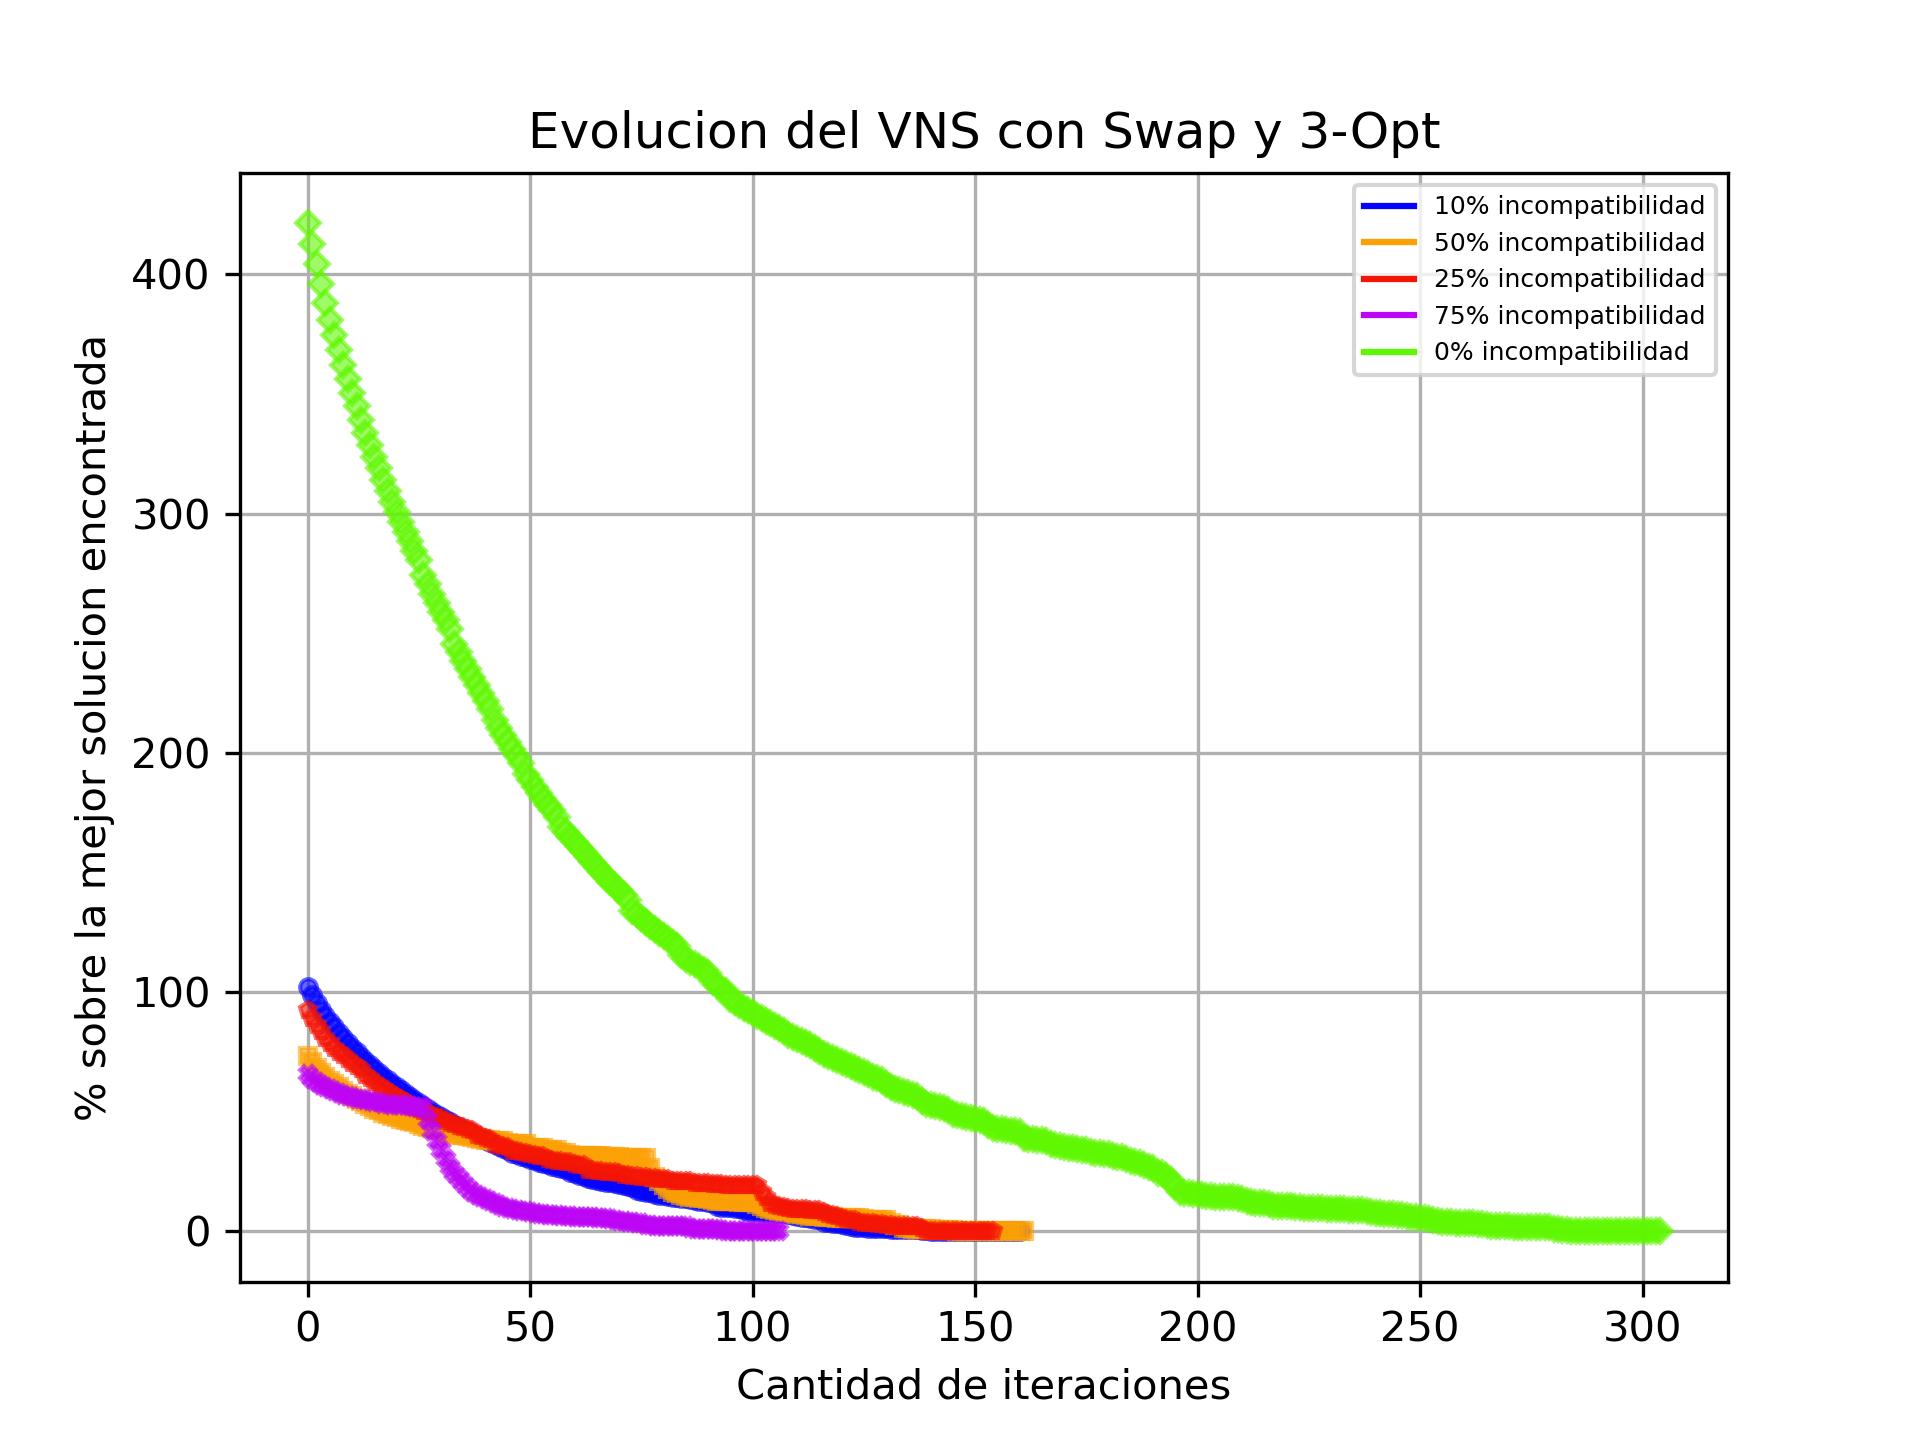 Evolucion del VNS con Swap y 3-Opt
% sobre la mejor solucion encontrada
400
300
200
100
0
10% incompatibilidad
50% incompatibilidad
25% incompatibilidad
75% incompatibilidad
0% incompatibilidad
0 50 100 150 200 250 300
Cantidad de iteraciones